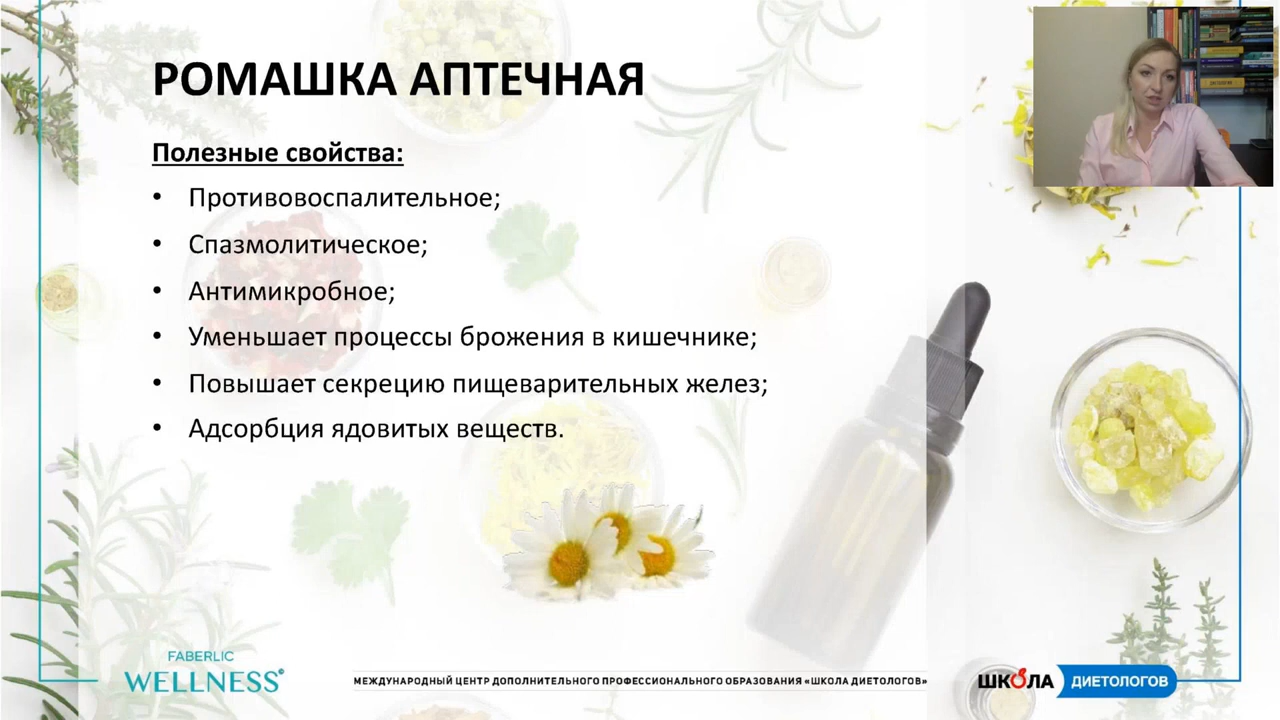 РОМАШКА АПТЕЧНАЯ
Полезные свойства:
• Противовоспалительное;
• Спазмолитическое;
• Антимикробное;
• Уменьшает процессы брожения в кишечнике;
• Повышает секрецию пищеварительных желез;
• Адсорбция ядовитых веществ.
FABERLIC
WELLNESS
МЕЖДУНАРОДНЫЙ ЦЕНТР ДОПОЛНИТЕЛЬНОГО ПРОФЕССИОНАЛЬНОГО ОБРАЗОВАНИЯ «ШКОЛА ДИЕТОЛОГОВ»
ШКОЛА ДИЕТОЛОГОВ